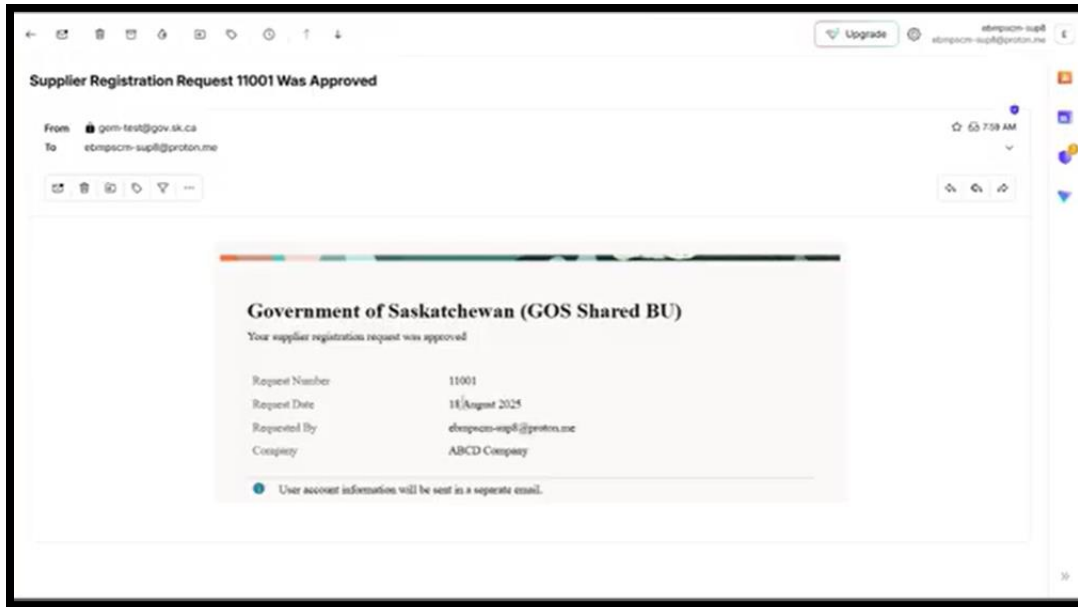 Upgrade
ebmpscm-sup8
ebmpscm-sup8@proton.me
E
Supplier Registration Request 11001 Was Approved
From gem-test@gov.sk.ca
7:59 AM
To ebmpscm-sup8@proton.me
Government of Saskatchewan (GOS Shared BU)
Your supplier registration request was approved
Request Number 11001
Request Date 18 August 2025
Requested By ebmpscm-sup8@proton.me
Company ABCD Company
User account information will be sent in a separate email.